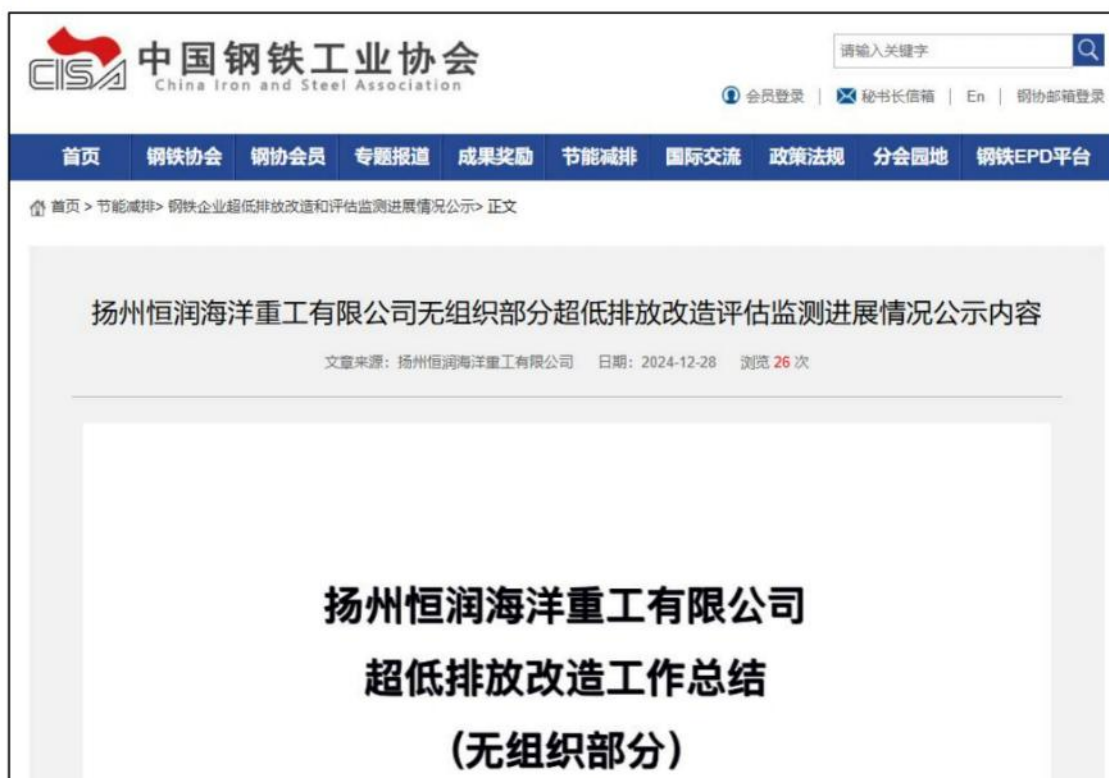 CISA
中国钢铁工业协会
China Iron and Steel Association
请输入关键字
会员登录 | 秘书长信箱 | En | 钢协邮箱登录
首页 钢铁协会 钢协会员 专题报道 成果奖励 节能减排 国际交流 政策法规 分会园地 钢铁EPD平台
首页 > 节能减排> 钢铁企业超低排放改造和评估监测进展情况公示> 正文
扬州恒润海洋重工有限公司无组织部分超低排放改造评估监测进展情况公示内容
文章来源：扬州恒润海洋重工有限公司 日期：2024-12-28 浏览 26 次
扬州恒润海洋重工有限公司
超低排放改造工作总结
（无组织部分）